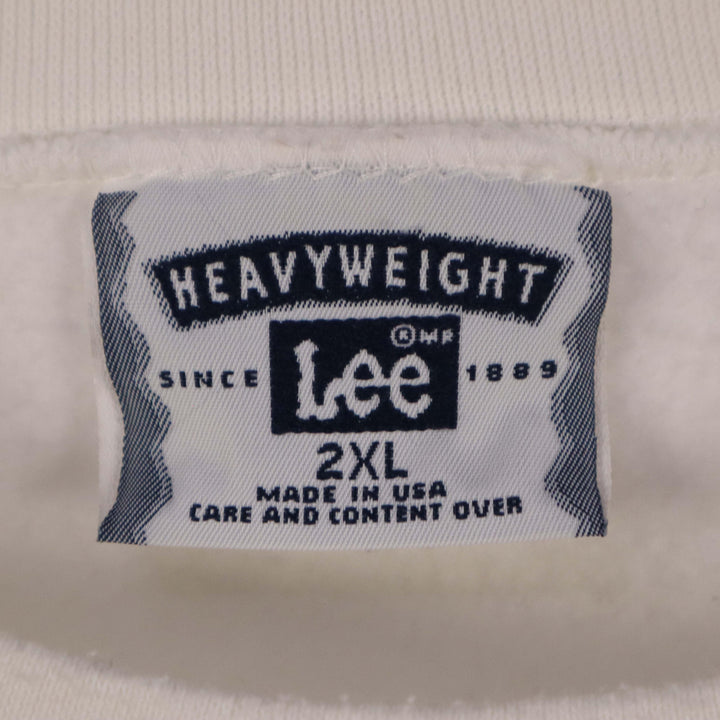 HEAVYWEIGHT
® MR
SINCE Lee 1889
2XL
MADE IN USA
CARE AND CONTENT OVER